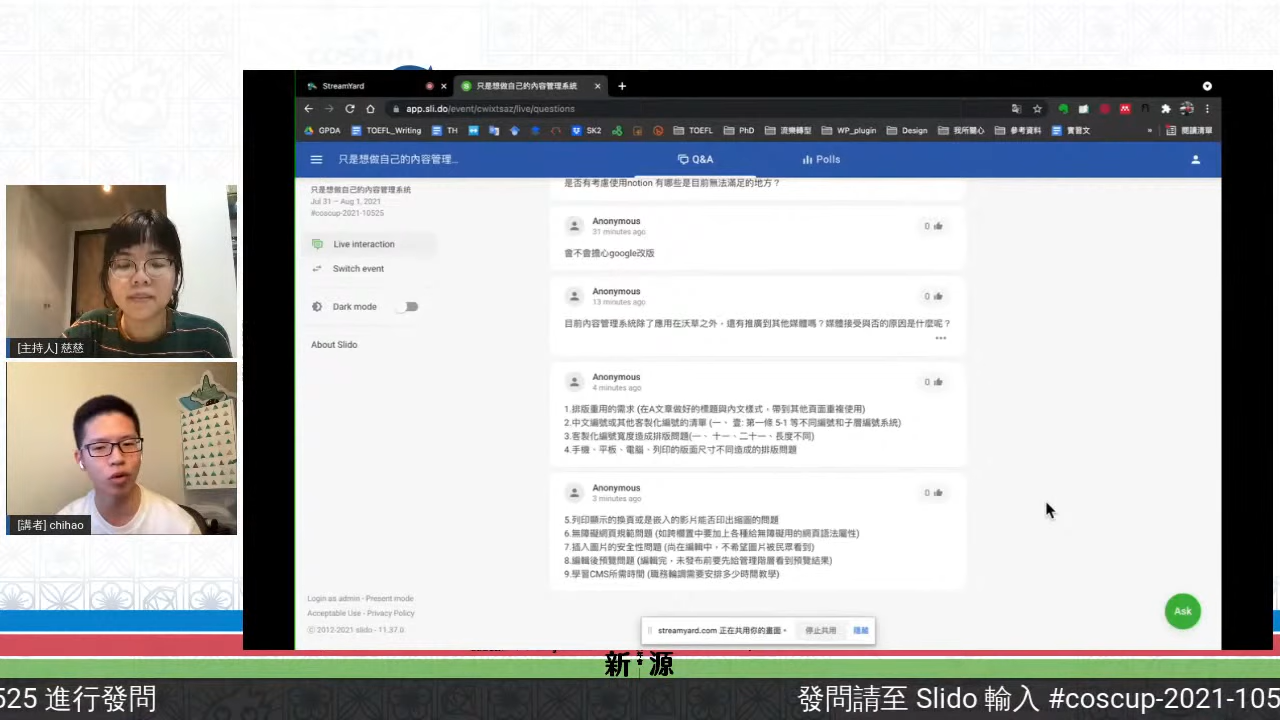 StreamYard
只是想做自己的內容管理系統
app.sli.do/event/cwixtsaz/live/questions
GPDA
TOEFL_Writing
TH
SK2
TOEFL
PhD
流樂轉型
WP_plugin
Design
我所關心
參考資料
實習文
»
閱讀清單
只是想做自己的內容管理...
Q&A
Polls
只是想做自己的內容管理系統
Jul 31 – Aug 1, 2021
#coscup-2021-10525
Live interaction
Switch event
Dark mode
About Slido
Login as admin - Present mode
Acceptable Use - Privacy Policy
© 2012-2021 slido - 11.37.0
是否有考慮使用notion 有哪些是目前無法滿足的地方？
Anonymous
31 minutes ago
0
會不會擔心google改版
Anonymous
13 minutes ago
0
目前內容管理系統除了應用在沃草之外，還有推廣到其他媒體嗎？媒體接受與否的原因是什麼呢？
Anonymous
4 minutes ago
0
1.排版重用的需求 (在A文章做好的標題與內文樣式，帶到其他頁面重複使用)
2.中文編號或其他客製化編號的清單 (一、 壹: 第一條 5-1 等不同編號和子層編號系統)
3.客製化編號寬度造成排版問題(一、 十一、二十一、長度不同)
4.手機、平板、電腦、列印的版面尺寸不同造成的排版問題
Anonymous
3 minutes ago
0
5.列印顯示的換頁或是嵌入的影片能否印出縮圖的問題
6.無障礙網頁規範問題 (如跨欄置中要加上各種給無障礙用的網頁語法屬性)
7.插入圖片的安全性問題 (尚在編輯中，不希望圖片被民眾看到)
8.編輯後預覽問題 (編輯完，未發布前要先給管理階層看到預覽結果)
9.學習CMS所需時間 (職務輪調需要安排多少時間教學)
Ask
streamyard.com 正在共用你的畫面。
停止共用
隱藏
[主持人] 慈慈
[講者] chihao
新 源
525 進行發問
發問請至 Slido 輸入 #coscup-2021-105